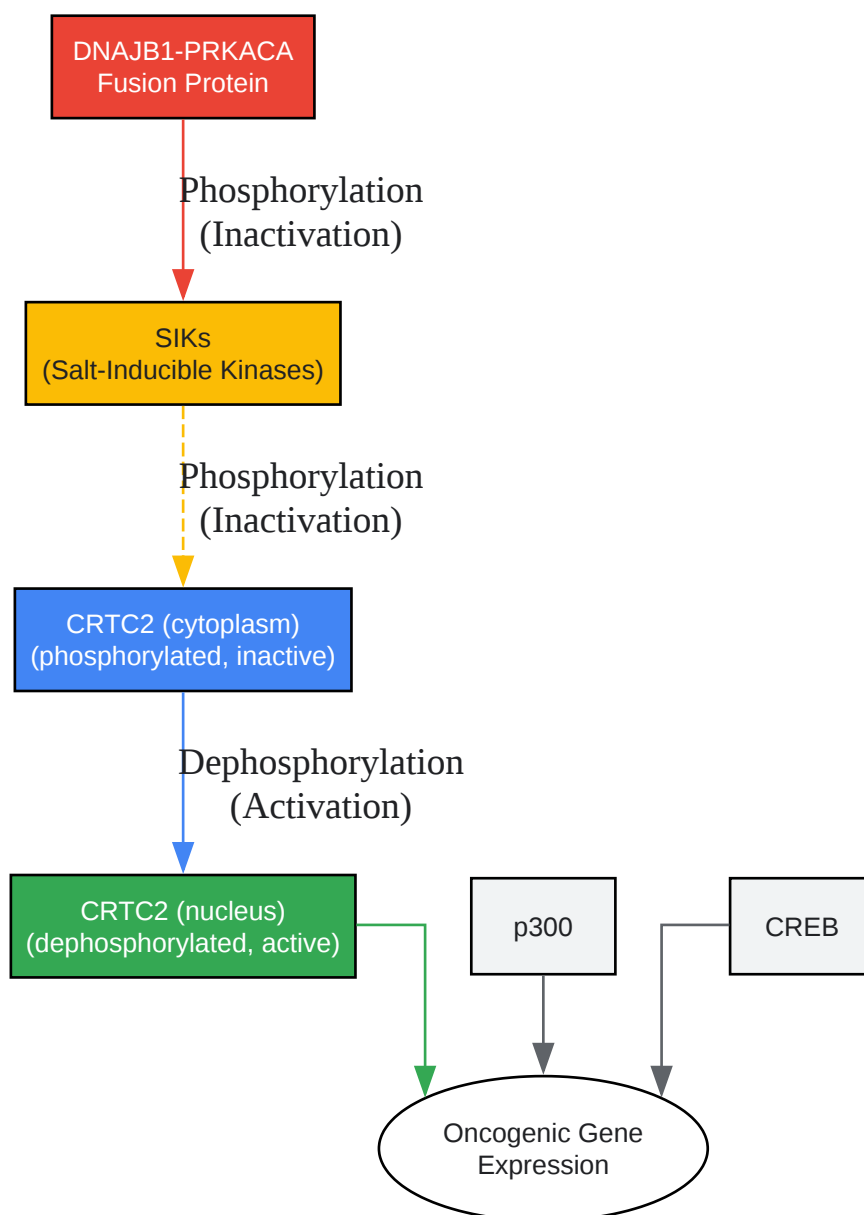 DNAJB1-PRKACA
Fusion Protein
Phosphorylation
(Inactivation)
SIKs
(Salt-Inducible Kinases)
Phosphorylation
(Inactivation)
CRTC2 (cytoplasm)
(phosphorylated, inactive)
Dephosphorylation
(Activation)
CRTC2 (nucleus)
(dephosphorylated, active)
p300
CREB
Oncogenic Gene
Expression